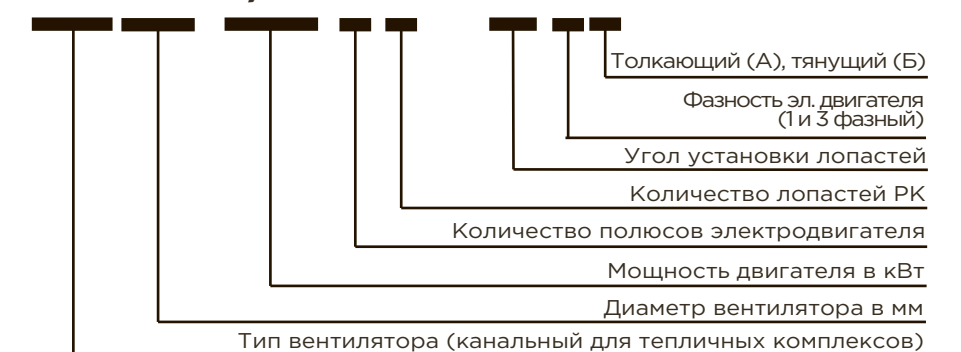 Толкающий (А), тянущий (Б)
Фазность эл. двигателя
(1 и 3 фазный)
Угол установки лопастей
Количество лопастей РК
Количество полюсов электродвигателя
Мощность двигателя в кВт
Диаметр вентилятора в мм
Тип вентилятора (канальный для тепличных комплексов)